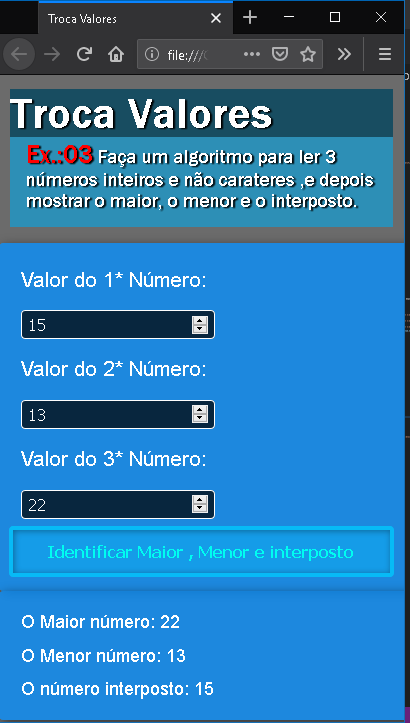 Troca Valores
file:///
Troca Valores
Ex.:03 Faça um algoritmo para ler 3
números inteiros e não carateres ,e depois
mostrar o maior, o menor e o interposto.
Valor do 1* Número:
15
Valor do 2* Número:
13
Valor do 3* Número:
22
Identificar Maior , Menor e interposto
O Maior número: 22
O Menor número: 13
O número interposto: 15